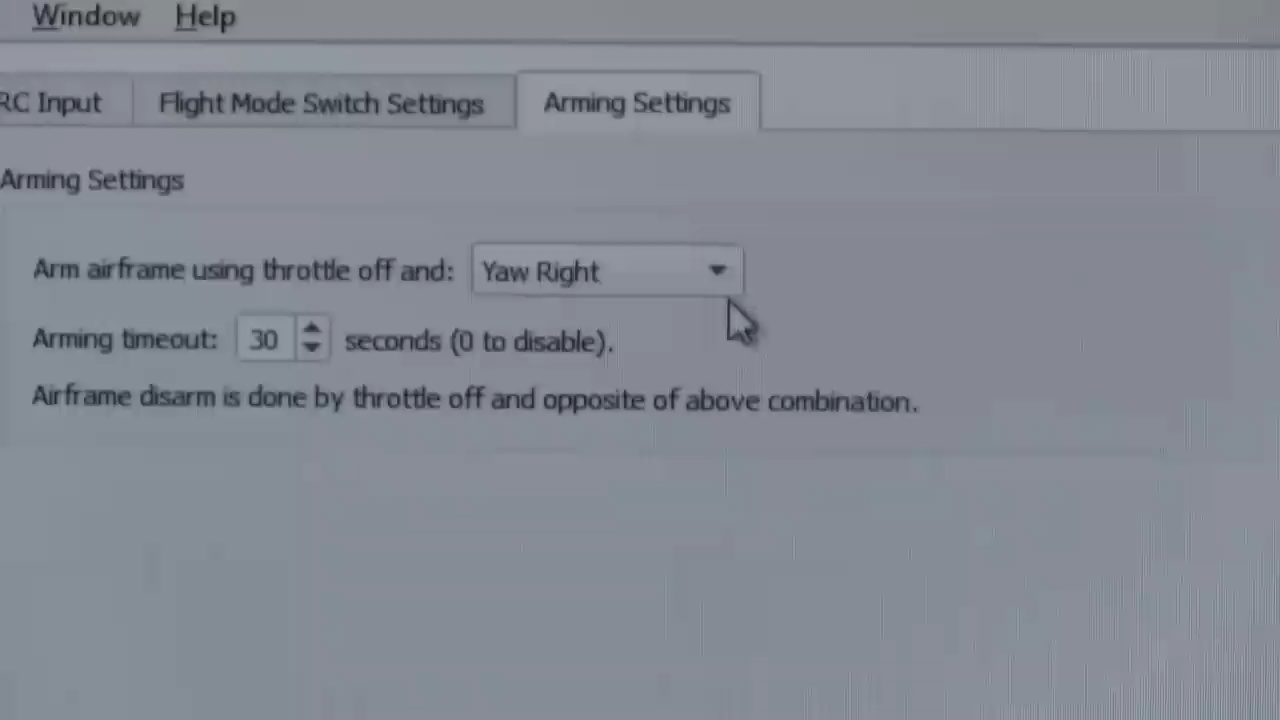 Window Help
RC Input Flight Mode Switch Settings Arming Settings
Arming Settings
Arm airframe using throttle off and: Yaw Right
Arming timeout: 30 seconds (0 to disable).
Airframe disarm is done by throttle off and opposite of above combination.